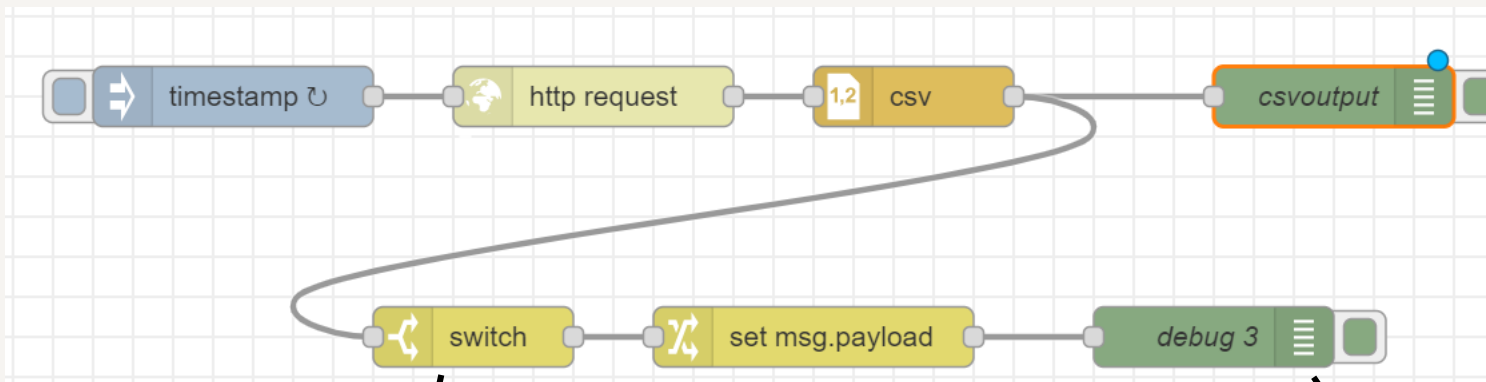 timestamp ↻
http request
1,2
csv
csvoutput
switch
set msg.payload
debug 3